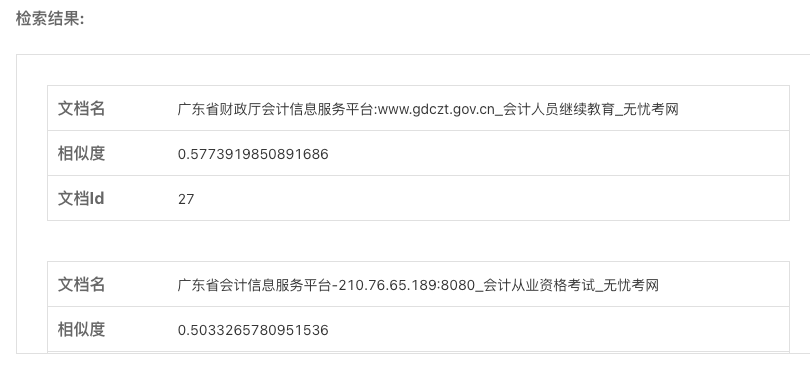 检索结果:
文档名 广东省财政厅会计信息服务平台:www.gdczt.gov.cn_会计人员继续教育_无忧考网
相似度 0.5773919850891686
文档Id 27
文档名 广东省会计信息服务平台-210.76.65.189:8080_会计从业资格考试_无忧考网
相似度 0.5033265780951536